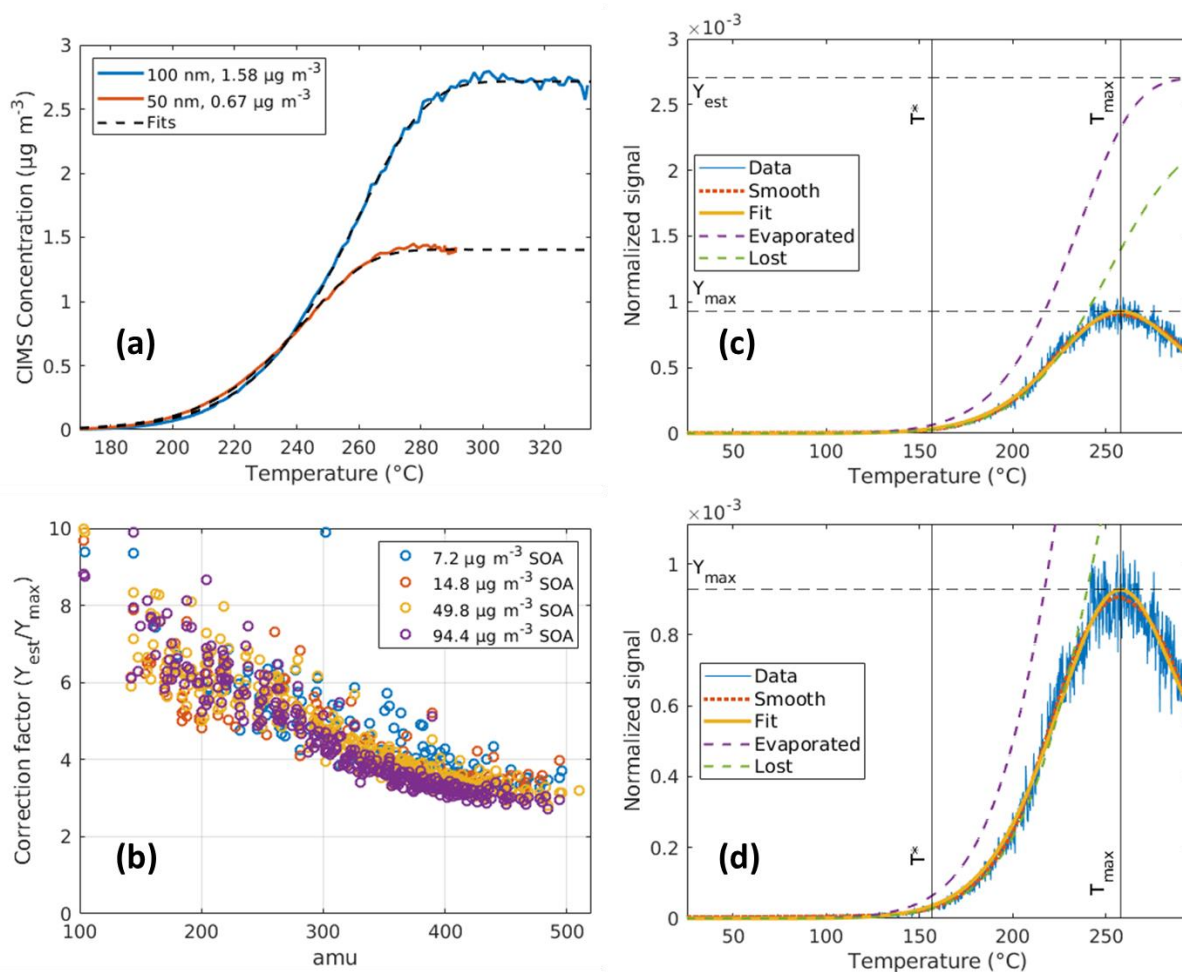 3
2.5
2
1.5
1
0.5
0
CIMS Concentration (µg m-3)
100 nm, 1.58 µg m-3
50 nm, 0.67 µg m-3
Fits
(a)
180 200 220 240 260 280 300 320
Temperature (°C)
×10-3
3
2.5
2
1.5
1
0.5
0
Normalized signal
Yest
T*
Tmax
Data
Smooth
Fit
Evaporated
Lost
Ymax
(c)
50 100 150 200 250
Temperature (°C)
10
8
6
4
2
0
Correction factor (Yest/Ymax)
7.2 µg m-3 SOA
14.8 µg m-3 SOA
49.8 µg m-3 SOA
94.4 µg m-3 SOA
(b)
100 200 300 400 500
amu
×10-3
1
0.8
0.6
0.4
0.2
0
Normalized signal
Ymax
Data
Smooth
Fit
Evaporated
Lost
T*
Tmax
(d)
50 100 150 200 250
Temperature (°C)